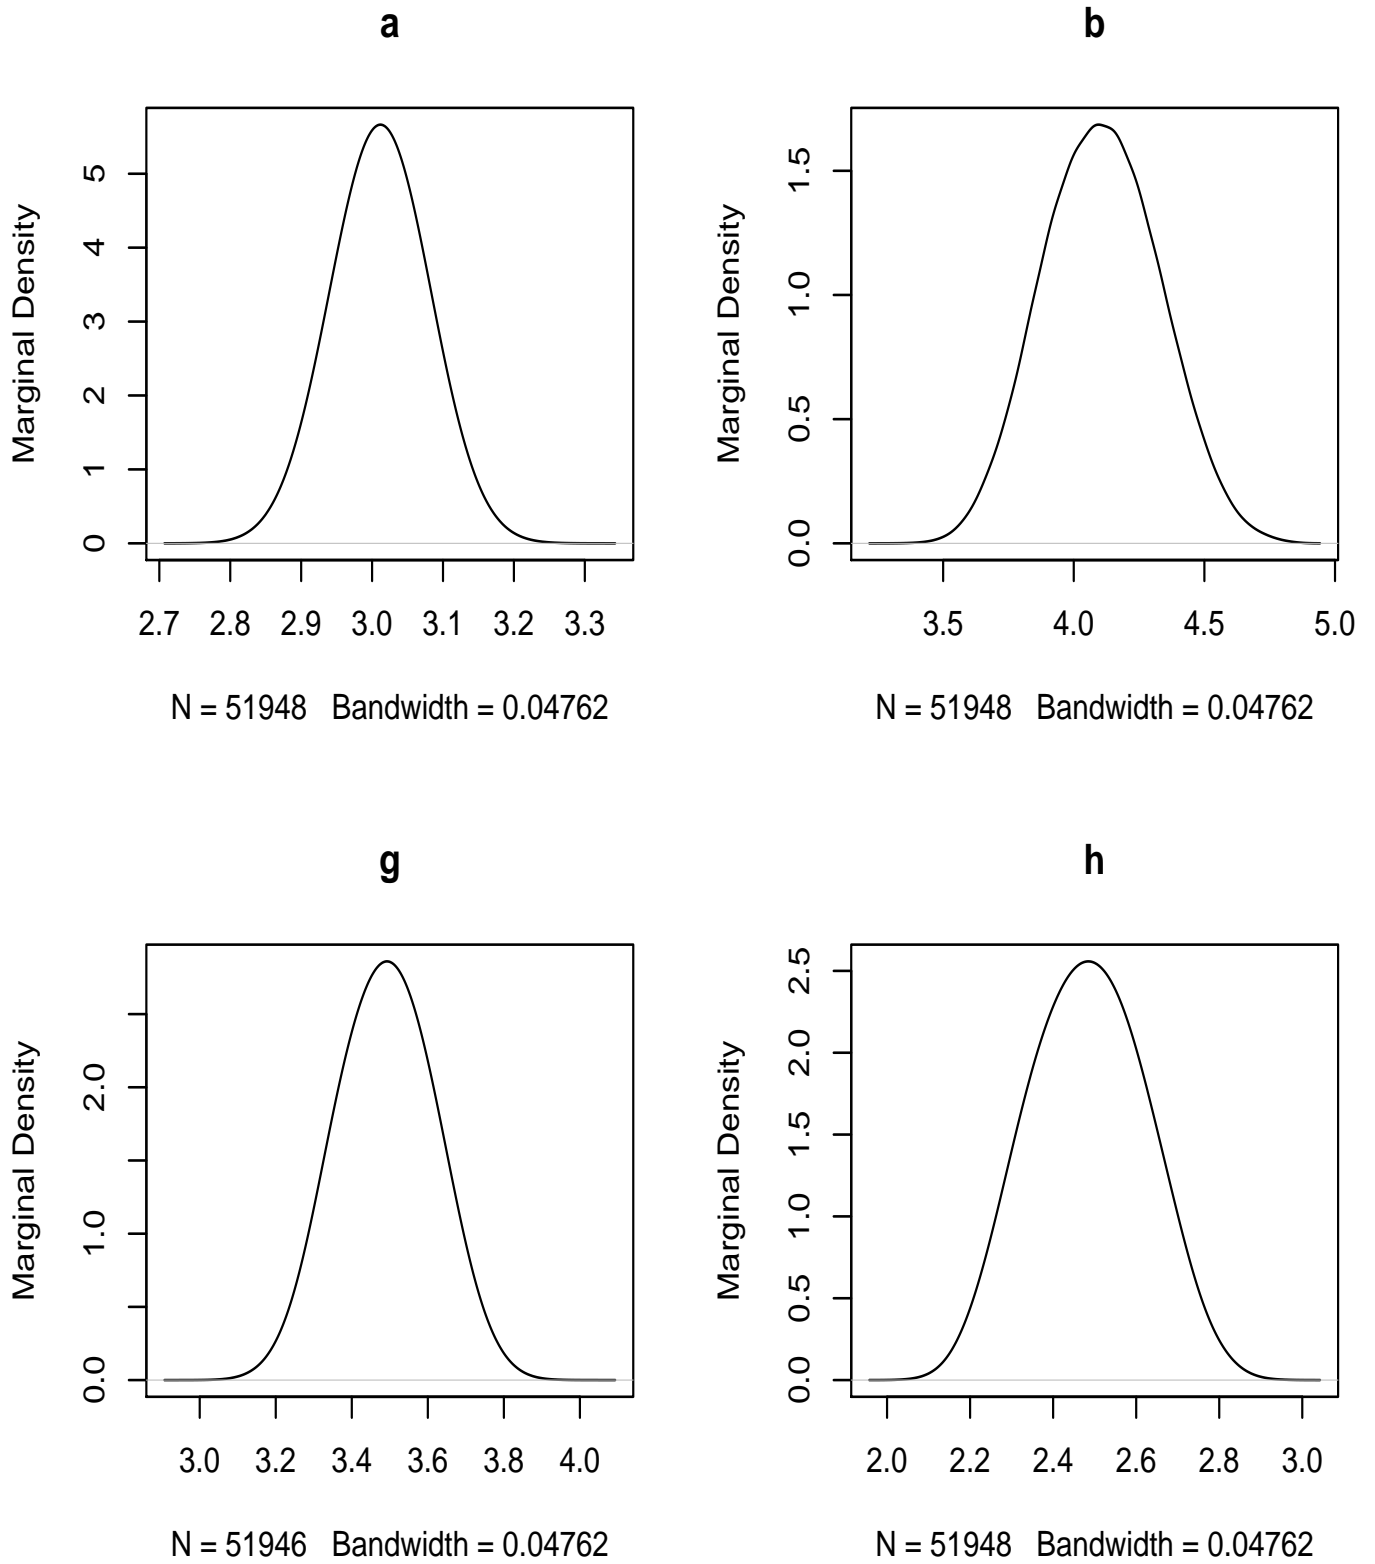 a
Marginal Density
5
4
3
2
1
0
2.7 2.8 2.9 3.0 3.1 3.2 3.3
N = 51948 Bandwidth = 0.04762
b
Marginal Density
1.5
1.0
0.5
0.0
3.5 4.0 4.5 5.0
N = 51948 Bandwidth = 0.04762
g
Marginal Density
2.0
1.0
0.0
3.0 3.2 3.4 3.6 3.8 4.0
N = 51946 Bandwidth = 0.04762
h
Marginal Density
2.5
2.0
1.5
1.0
0.5
0.0
2.0 2.2 2.4 2.6 2.8 3.0
N = 51948 Bandwidth = 0.04762